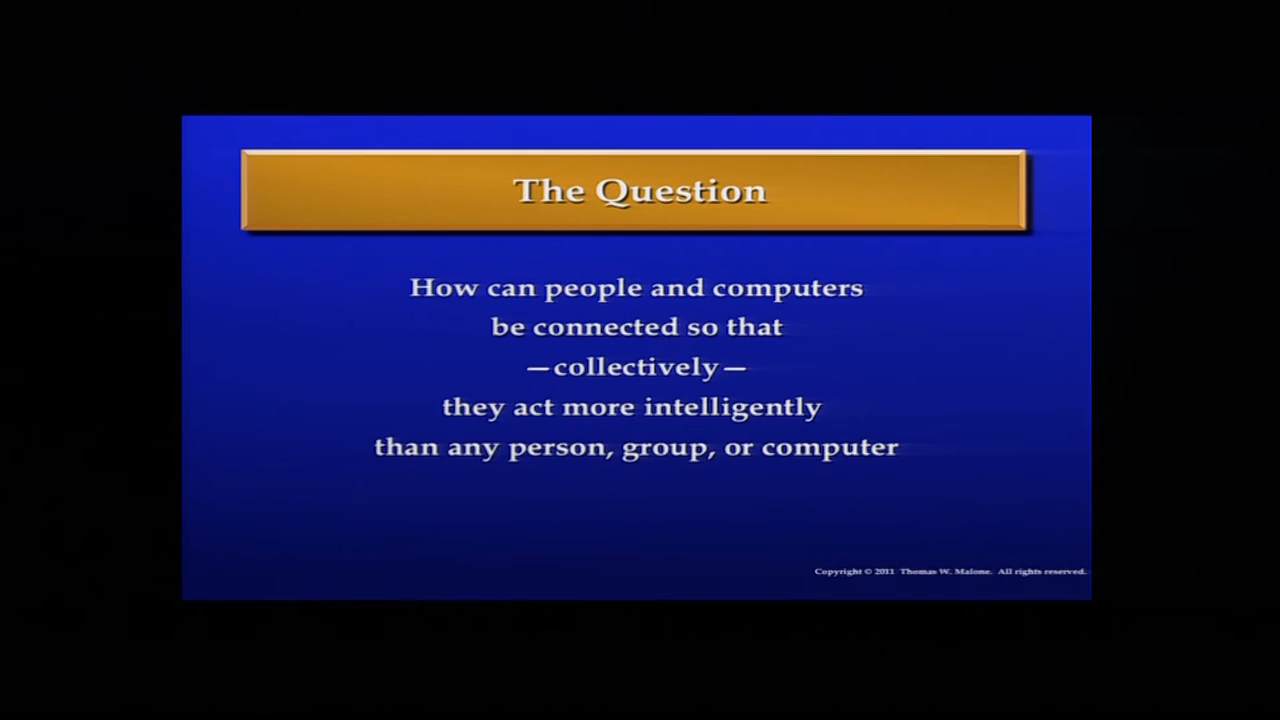 The Question
How can people and computers
be connected so that
—collectively—
they act more intelligently
than any person, group, or computer
Copyright © 2011 Thomas W. Malone. All rights reserved.